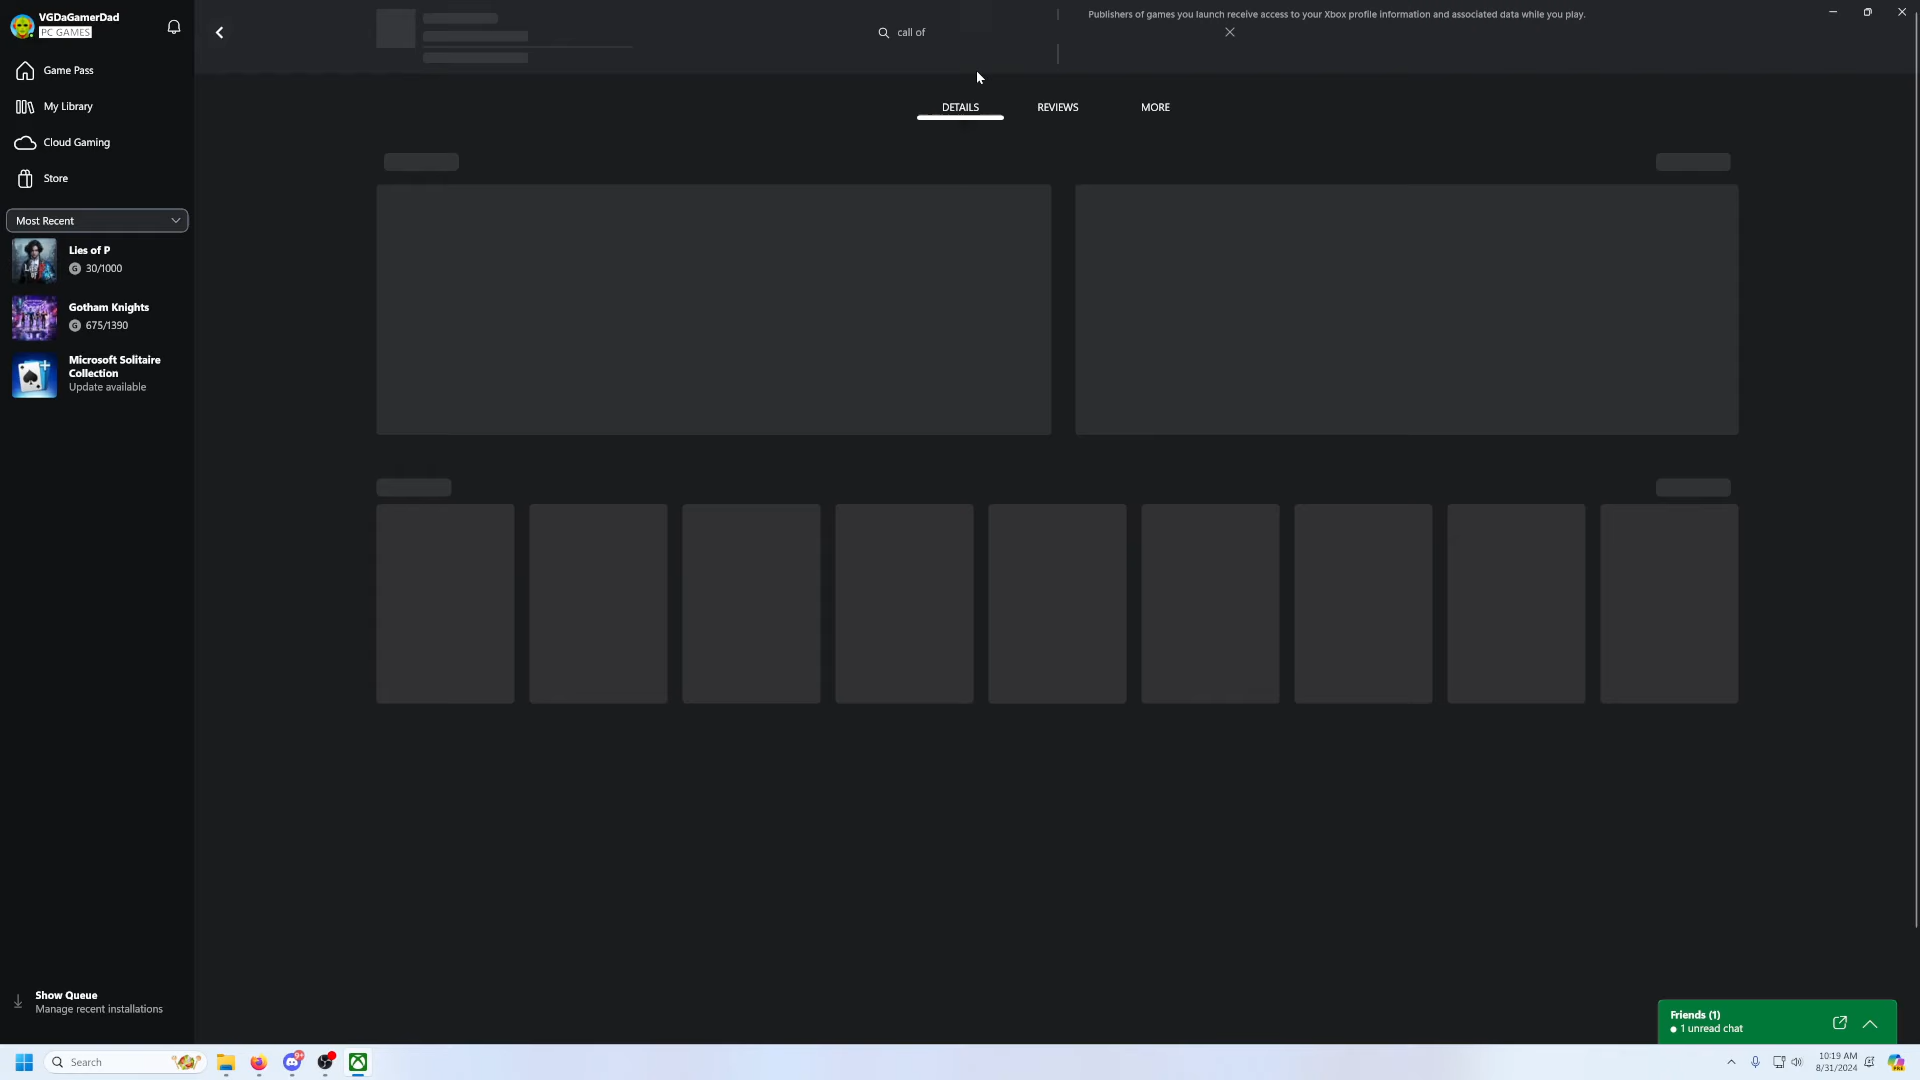 VGDaGamerDad
PC GAMES
Game Pass
My Library
Cloud Gaming
Store
Most Recent
Lies of P
G 30/1000
Gotham Knights
G 675/1390
Microsoft Solitaire
Collection
Update available
Show Queue
Manage recent installations
call of
Publishers of games you launch receive access to your Xbox profile information and associated data while you play.
DETAILS
REVIEWS
MORE
Friends (1)
1 unread chat
Search
9+
10:19 AM
8/31/2024
PRE